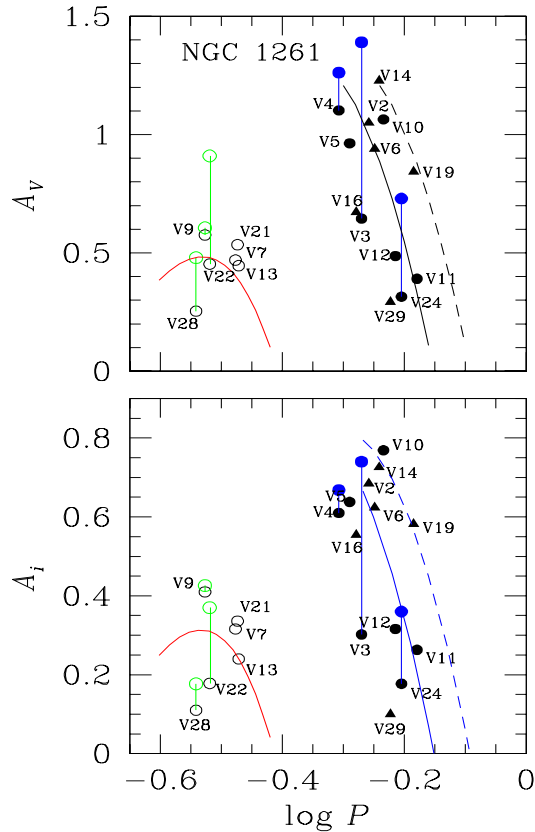 1.5
NGC 1261
V14
V4
V2
V10
1
V5
V6
V19
A_V
V16
V9
V21
V3
0.5
V7
V12
V22
V13
V11
V24
V28
V29
0
0.8
V10
V14
V5
V2
0.6
V4
V6
V19
V16
A_i
V9
0.4
V21
V7
V12
V3
V13
V11
0.2
V22
V24
V28
V29
0
−0.6
−0.4
−0.2
0
log P